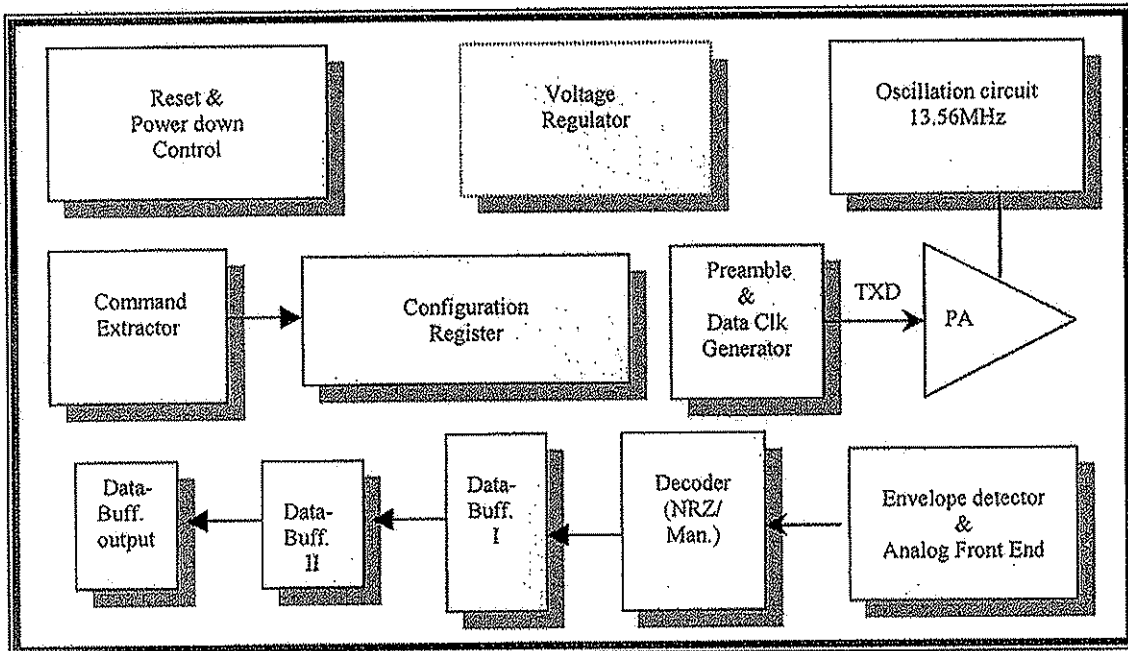 Reset &
Power down
Control
Voltage
Regulator
Oscillation circuit
13.56MHz
Command
Extractor
Configuration
Register
Preamble
&
Data Clk
Generator
TXD
PA
Data-
Buff.
output
Data-
Buff.
II
Data-
Buff.
I
Decoder
(NRZ/
Man.)
Envelope detector
&
Analog Front End